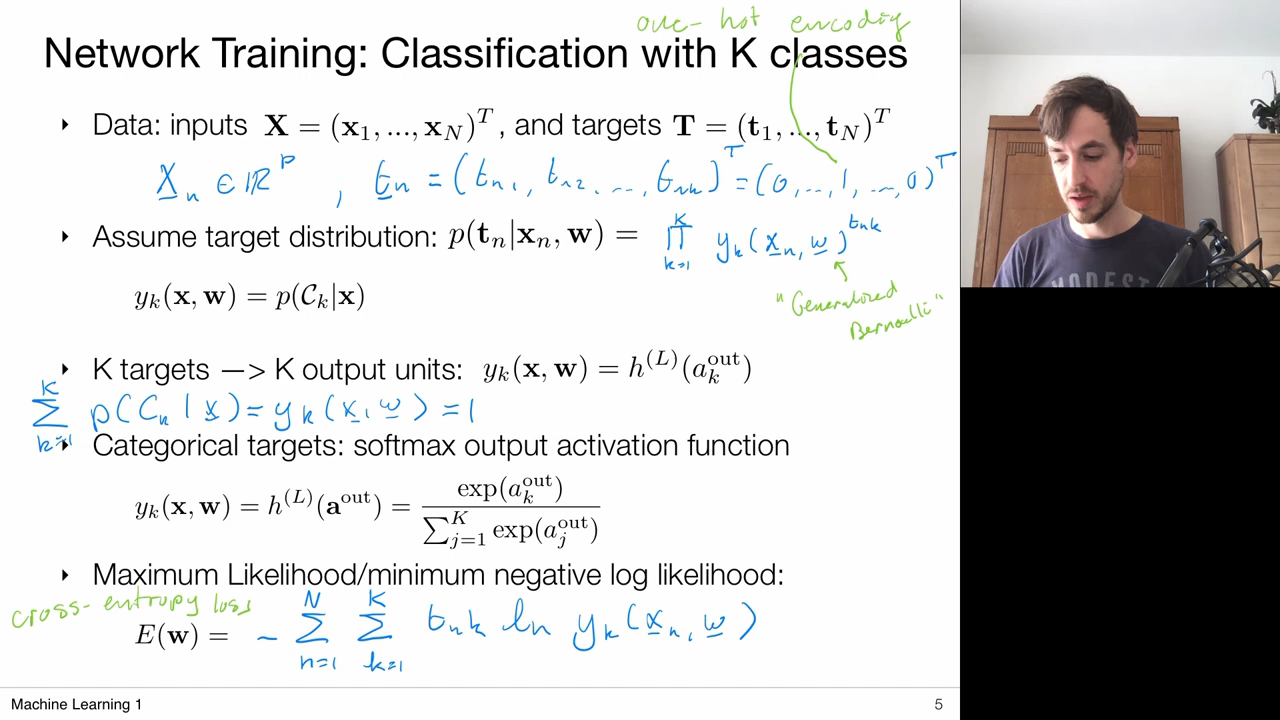 one-hot encoding
Network Training: Classification with K classes
‣ Data: inputs X = (x₁, ..., x_N)ᵀ, and targets T = (t₁, ..., t_N)ᵀ
x_n ∈ ℝᴰ, t_n = (t_n1, t_n2, ..., t_nK)ᵀ = (0, .., 1, .., 0)ᵀ
‣ Assume target distribution: p(t_n|x_n, w) = ∏_{k=1}^{K} y_k(x_n, w)^{t_nk}
y_k(x, w) = p(C_k|x)
"Generalized Bernoulli"
‣ K targets —> K output units: y_k(x, w) = h^(L)(a_k^out)
∑_{k=1}^{K} p(C_k | x) = y_k(x, w) = 1
‣ Categorical targets: softmax output activation function
y_k(x, w) = h^(L)(a^out) = exp(a_k^out) / ∑_{j=1}^{K} exp(a_j^out)
‣ Maximum Likelihood/minimum negative log likelihood:
cross-entropy loss
E(w) = - ∑_{n=1}^{N} ∑_{k=1}^{K} t_nk ln y_k(x_n, w)
Machine Learning 1
5